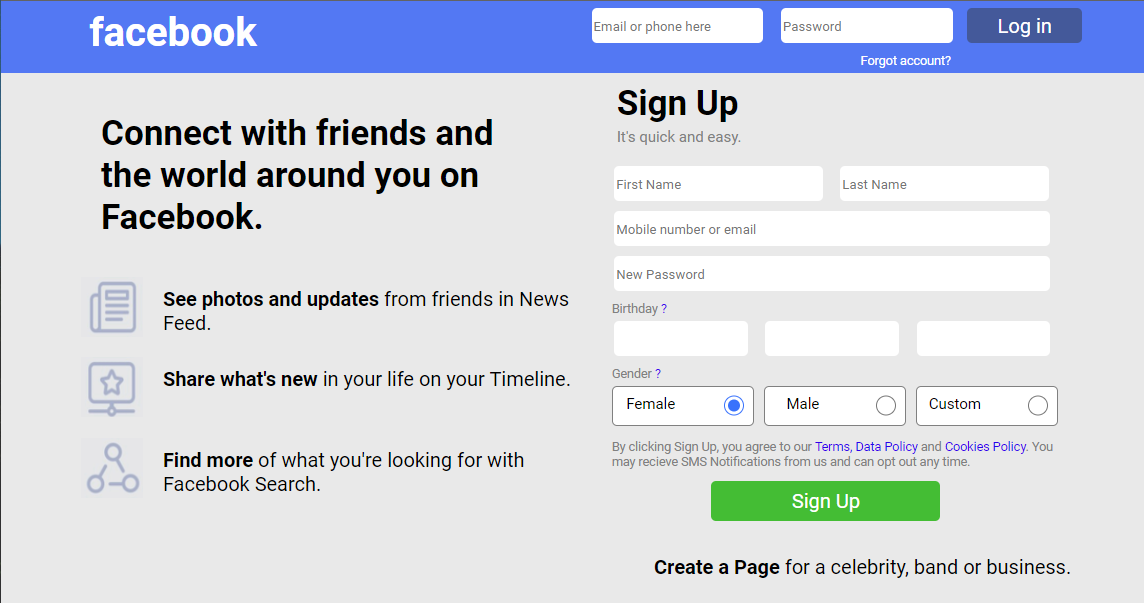 facebook
Email or phone here
Password
Log in
Forgot account?
Connect with friends and
the world around you on
Facebook.
See photos and updates from friends in News
Feed.
Share what's new in your life on your Timeline.
Find more of what you're looking for with
Facebook Search.
Sign Up
It's quick and easy.
First Name
Last Name
Mobile number or email
New Password
Birthday ?
Gender ?
Female
Male
Custom
By clicking Sign Up, you agree to our Terms, Data Policy and Cookies Policy. You
may recieve SMS Notifications from us and can opt out any time.
Sign Up
Create a Page for a celebrity, band or business.